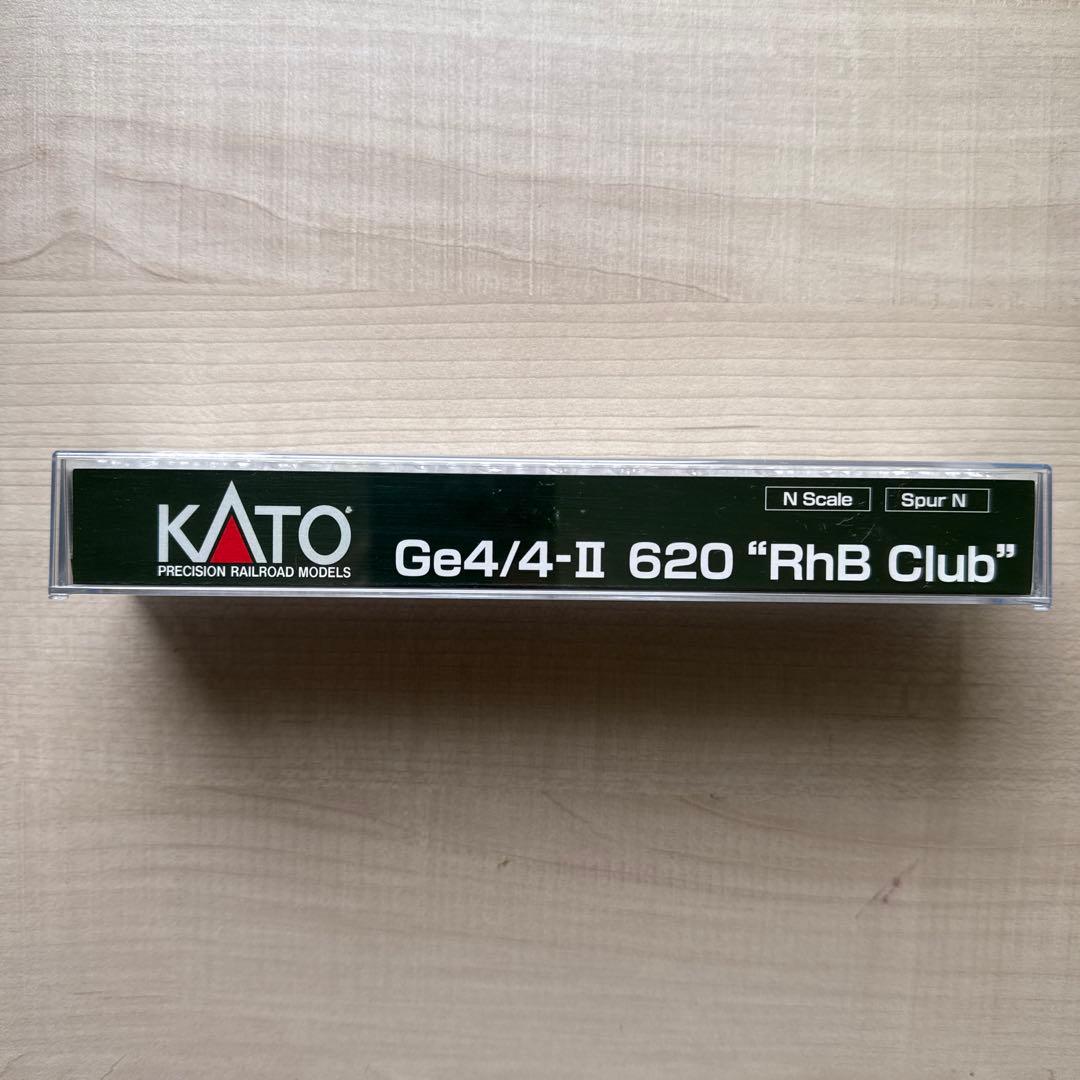 KATO
PRECISION RAILROAD MODELS
N Scale
Spur N
Ge4/4-II 620 “RhB Club”